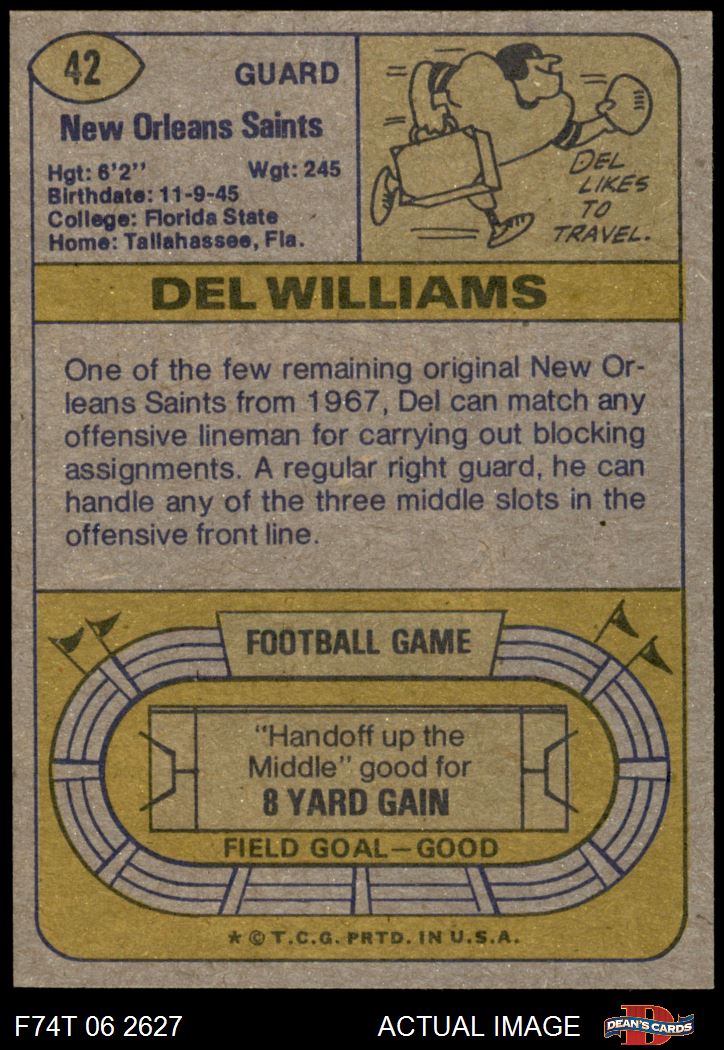 42
GUARD
New Orleans Saints
Hgt: 6'2" Wgt: 245
Birthdate: 11-9-45
College: Florida State
Home: Tallahassee, Fla.
DEL
LIKES
TO
TRAVEL.
DEL WILLIAMS
One of the few remaining original New Or-
leans Saints from 1967, Del can match any
offensive lineman for carrying out blocking
assignments. A regular right guard, he can
handle any of the three middle slots in the
offensive front line.
FOOTBALL GAME
"Handoff up the
Middle" good for
8 YARD GAIN
FIELD GOAL—GOOD
* © T.C.G. PRTD. IN U.S.A.
F74T 06 2627 ACTUAL IMAGE
D
DEAN'S CARDS